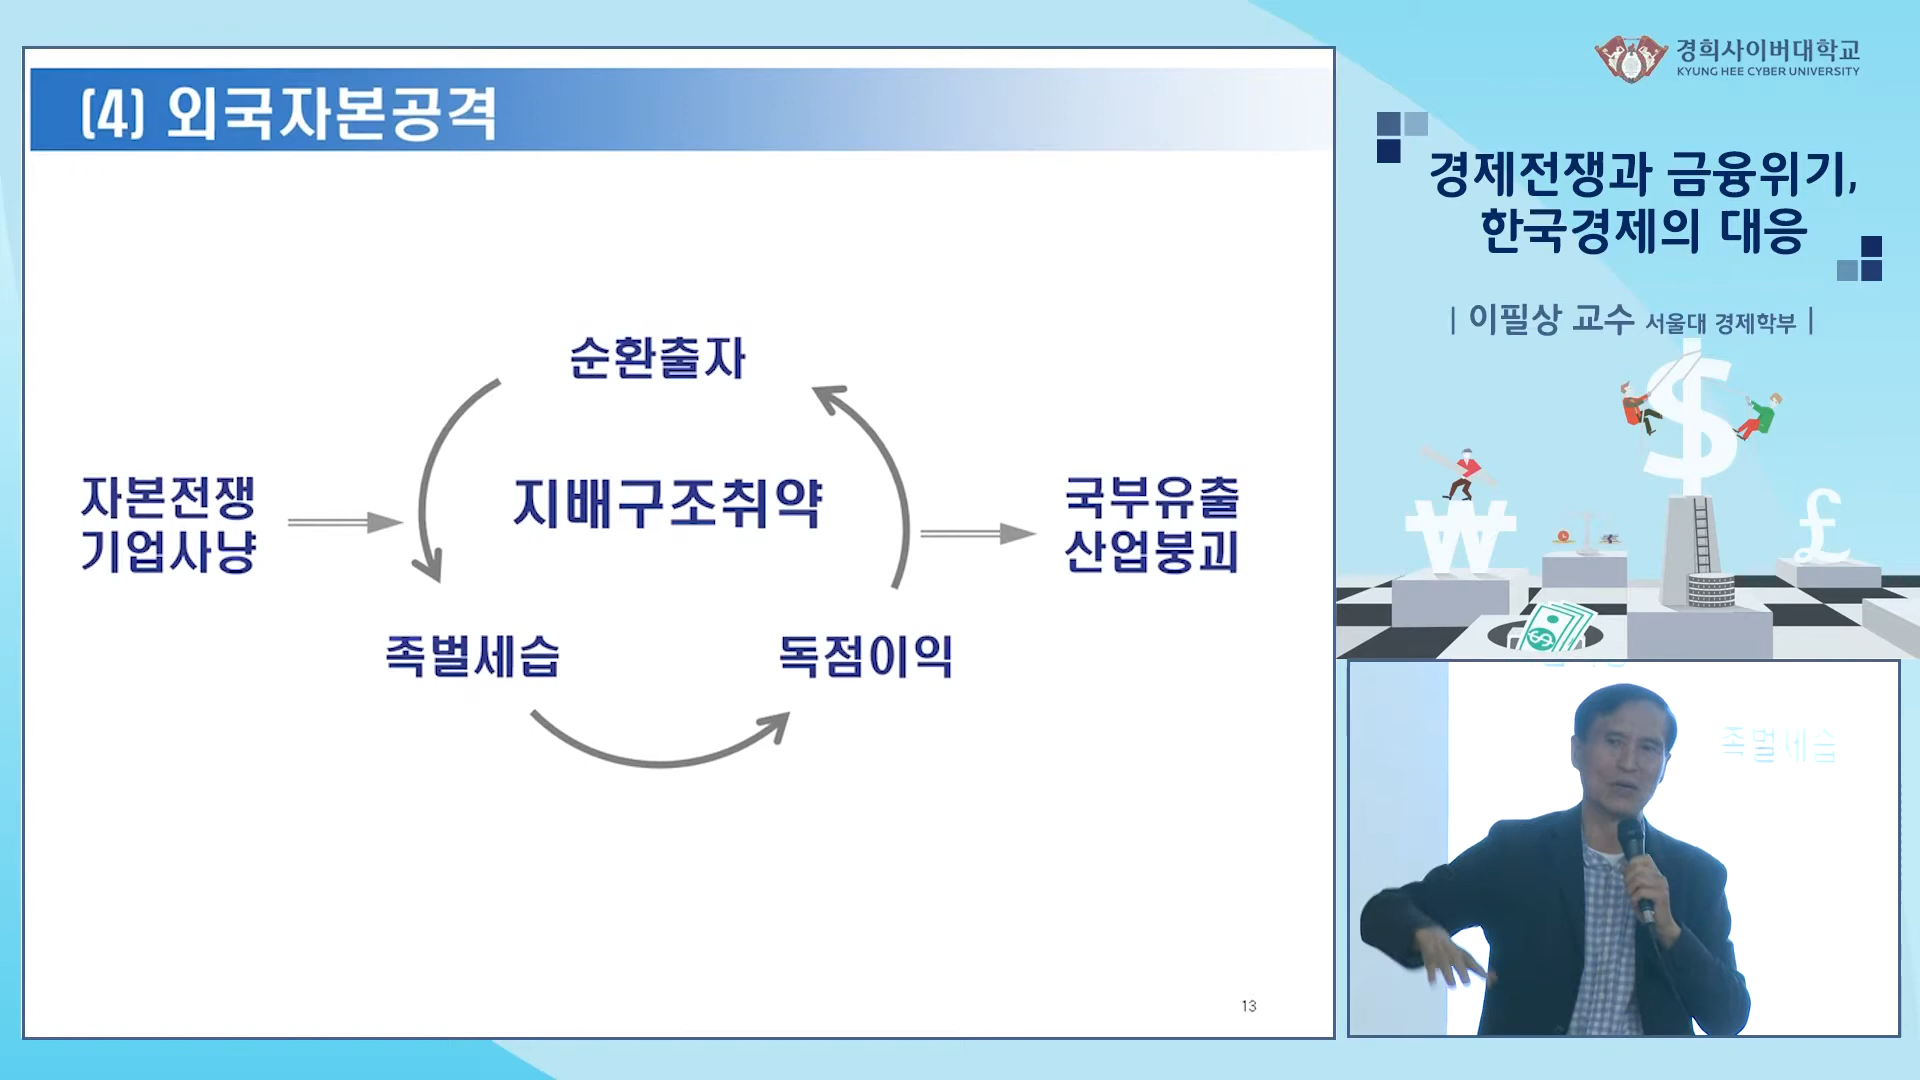 (4) 외국자본공격
순환출자
자본전쟁
기업사냥
지배구조취약
국부유출
산업붕괴
족벌세습
독점이익
13
경희사이버대학교
KYUNG HEE CYBER UNIVERSITY
경제전쟁과 금융위기,
한국경제의 대응
| 이필상 교수 서울대 경제학부 |
$
₩
£
$
족벌세습